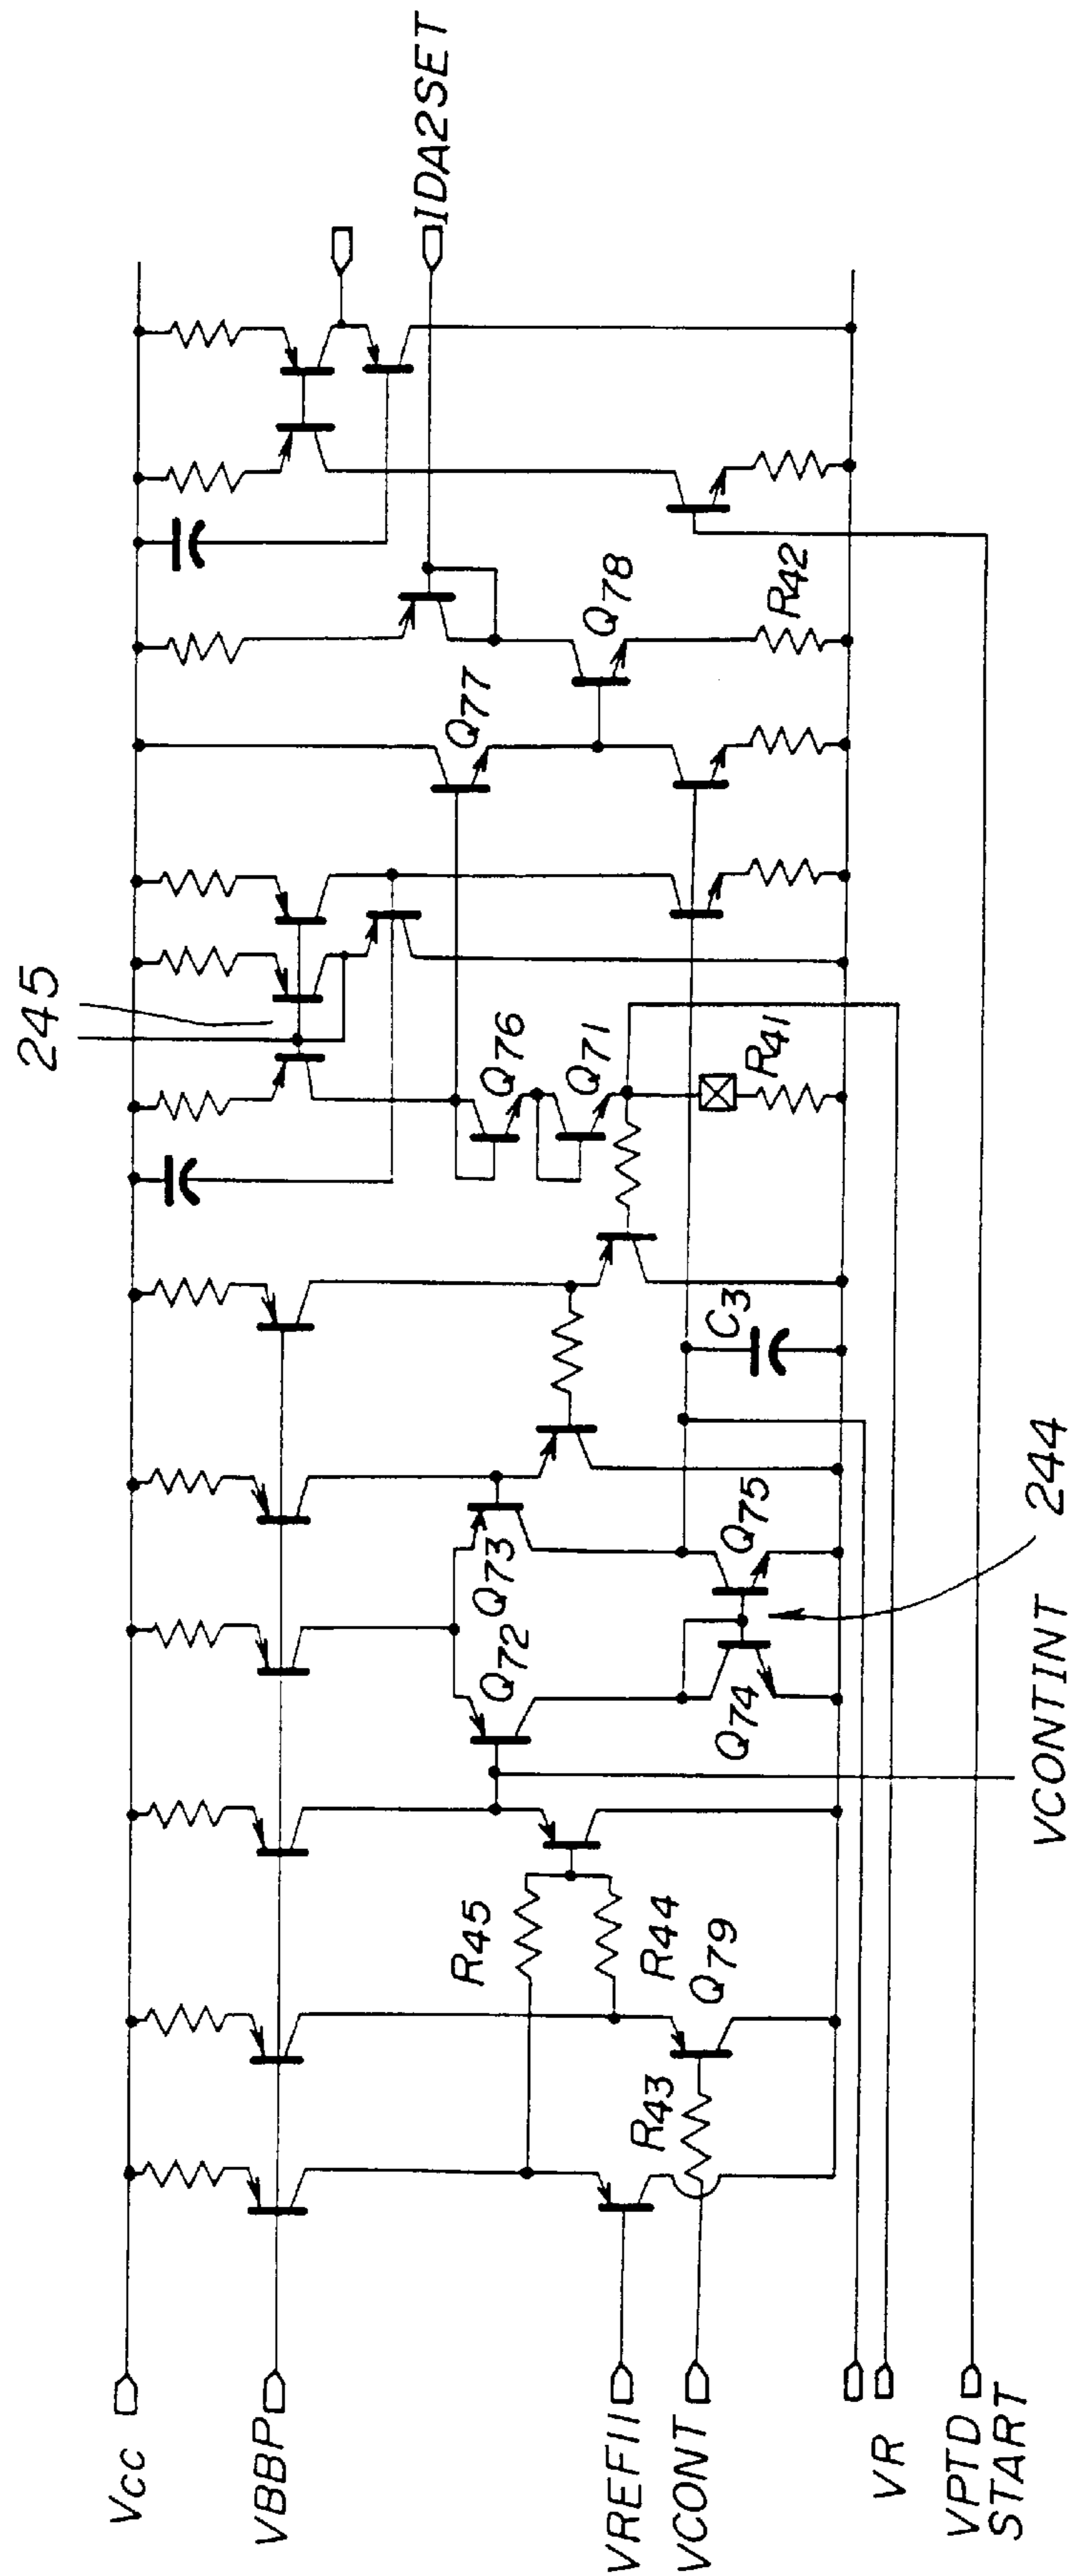 Vcc
VBBP
VREFII
VCONT
VR
VPTD
START
R45
R44
R43
Q79
VCONTINT
Q72
Q73
Q74
Q75
244
C3
245
Q76
Q71
R41
Q77
Q78
R42
IDA2SET